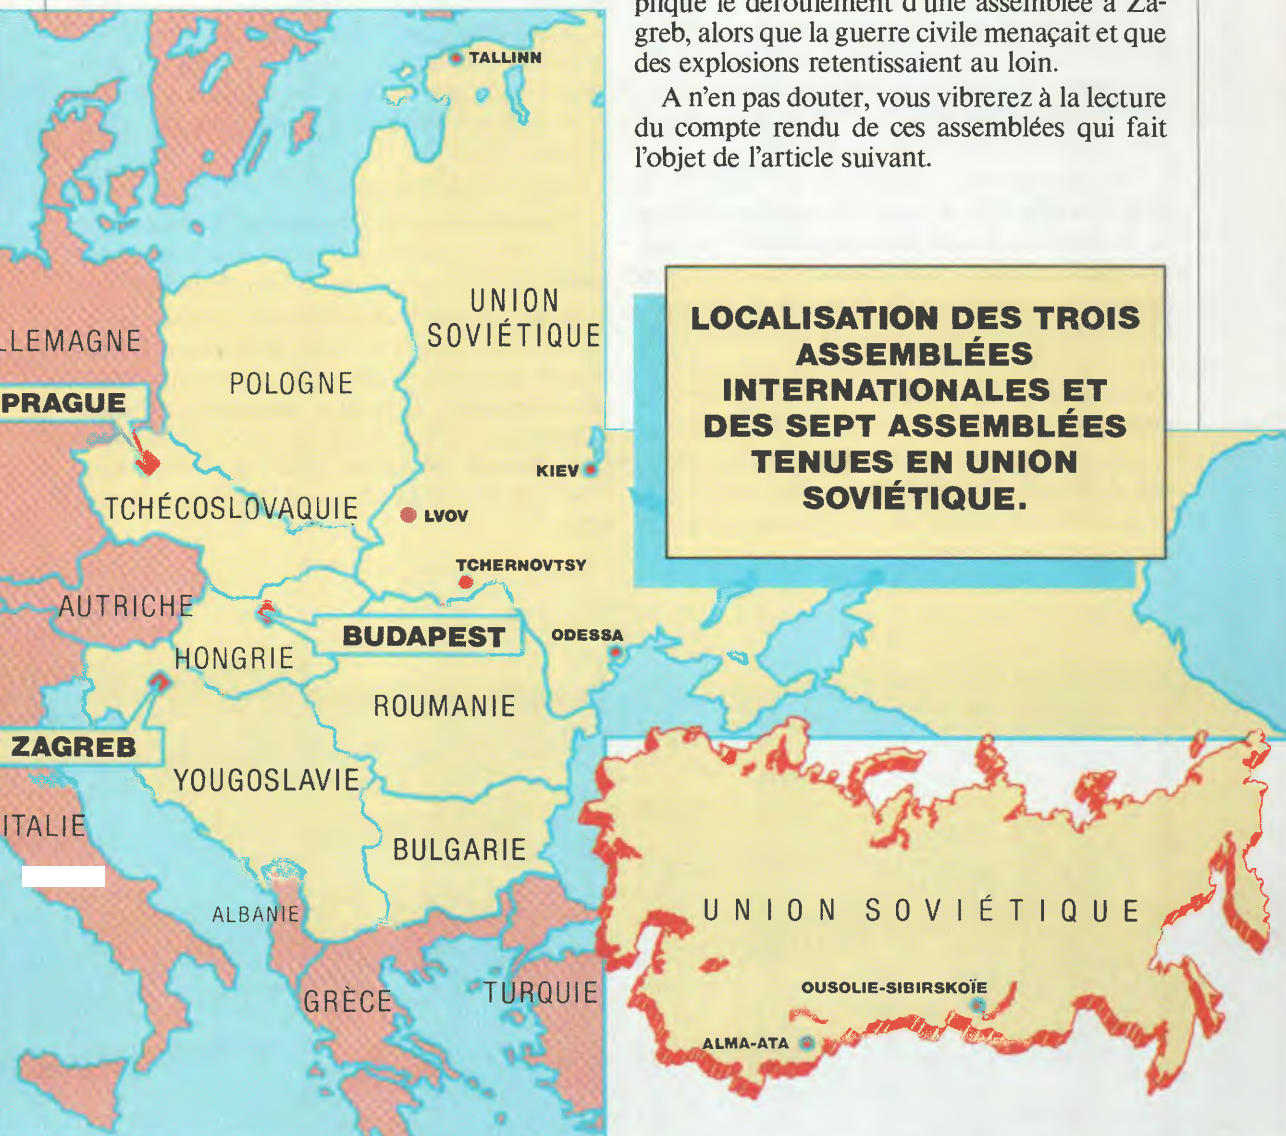 plique le déroulement d'une assemblée à Za-
greb, alors que la guerre civile menaçait et que
des explosions retentissaient au loin.
A n'en pas douter, vous vibrerez à la lecture
du compte rendu de ces assemblées qui fait
l'objet de l'article suivant.
LOCALISATION DES TROIS
ASSEMBLÉES
INTERNATIONALES ET
DES SEPT ASSEMBLÉES
TENUES EN UNION
SOVIÉTIQUE.
TALLINN
UNION
SOVIÉTIQUE
LLEMAGNE
POLOGNE
PRAGUE
KIEV
TCHÉCOSLOVAQUIE
LVOV
TCHERNOVTSY
AUTRICHE
BUDAPEST
ODESSA
HONGRIE
ROUMANIE
ZAGREB
YOUGOSLAVIE
ITALIE
BULGARIE
ALBANIE
GRÈCE
TURQUIE
UNION SOVIÉTIQUE
OUSOLIE-SIBIRSKOÏE
ALMA-ATA